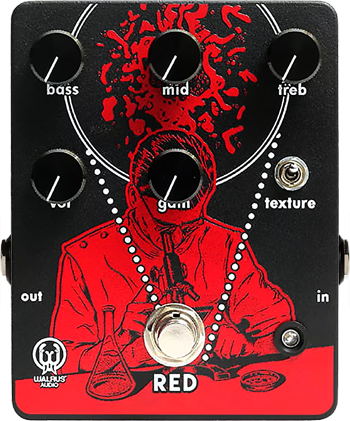 bass mid treb
vol gain texture
out in
WALRUS
AUDIO
RED